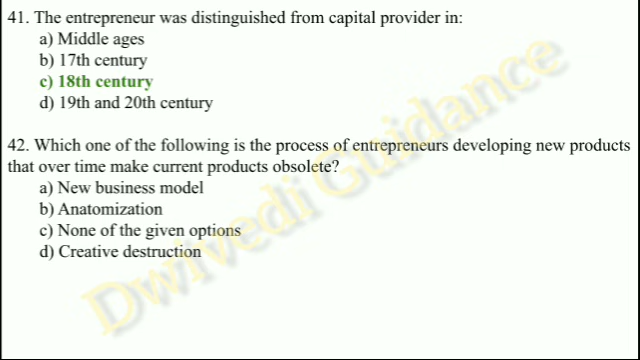 41. The entrepreneur was distinguished from capital provider in:
a) Middle ages
b) 17th century
c) 18th century
d) 19th and 20th century
42. Which one of the following is the process of entrepreneurs developing new products
that over time make current products obsolete?
a) New business model
b) Anatomization
c) None of the given options
d) Creative destruction
Dwivedi Guidance